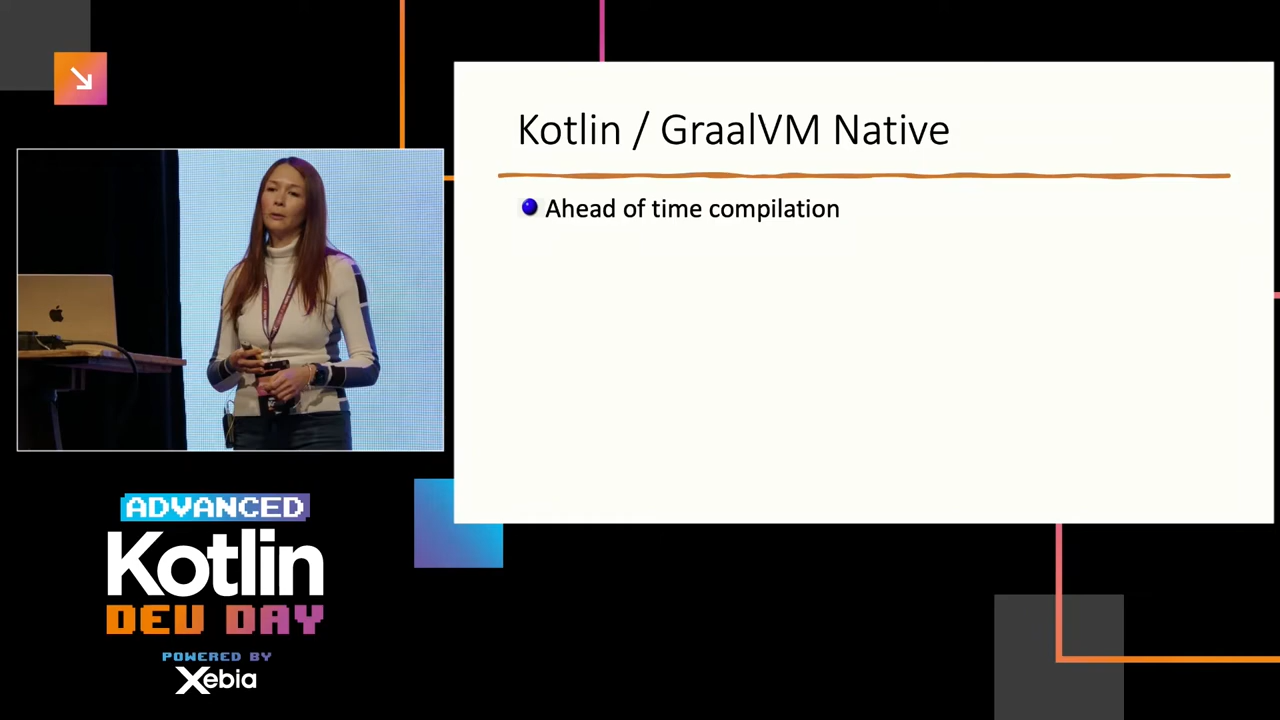 Kotlin / GraalVM Native
Ahead of time compilation
ADVANCED
Kotlin
DEV DAY
POWERED BY
Xebia